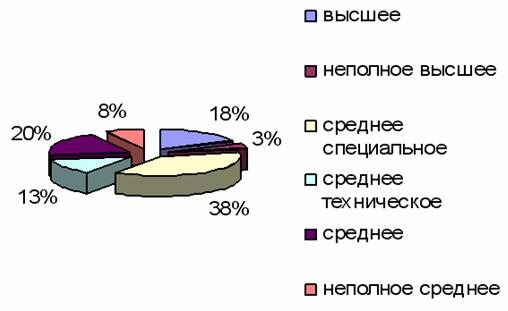 высшее
неполное высшее
среднее
специальное
среднее
техническое
среднее
неполное среднее
8%
18%
20%
3%
13%
38%